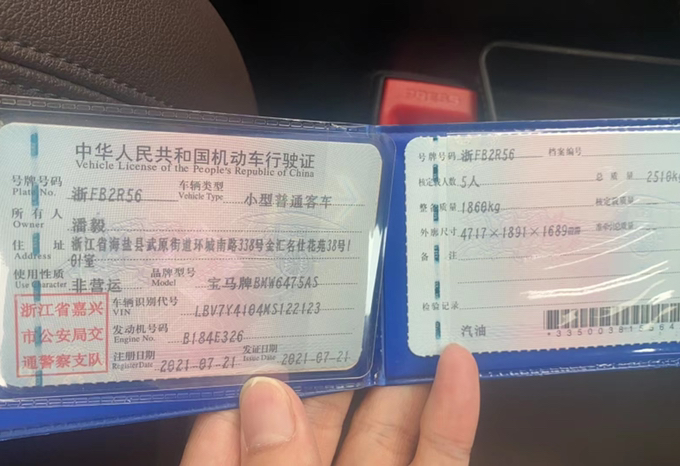 中华人民共和国机动车行驶证
Vehicle License of the People's Republic of China
号牌号码 Plate No. 浙FB2R56 车辆类型 Vehicle Type 小型普通客车
所有人 Owner 潘毅
住址 Address 浙江省海盐县武原街道环城南路338号金汇名仕花苑38号1
01室
使用性质 Use Character 非营运 品牌型号 Model 宝马牌BMW6475AS
浙江省嘉兴
市公安局交
通警察支队
车辆识别代号 VIN LBV7Y4104MS122123
发动机号码 Engine No. B184E326
注册日期 Register Date 2021-07-21 发证日期 Issue Date 2021-07-21
号牌号码 浙FB2R56 档案编号
核定载人数 5人 总质量 2510kg
整备质量 1860kg 核定载质量
外廓尺寸 4717×1891×1689mm
备注
检验记录
汽油